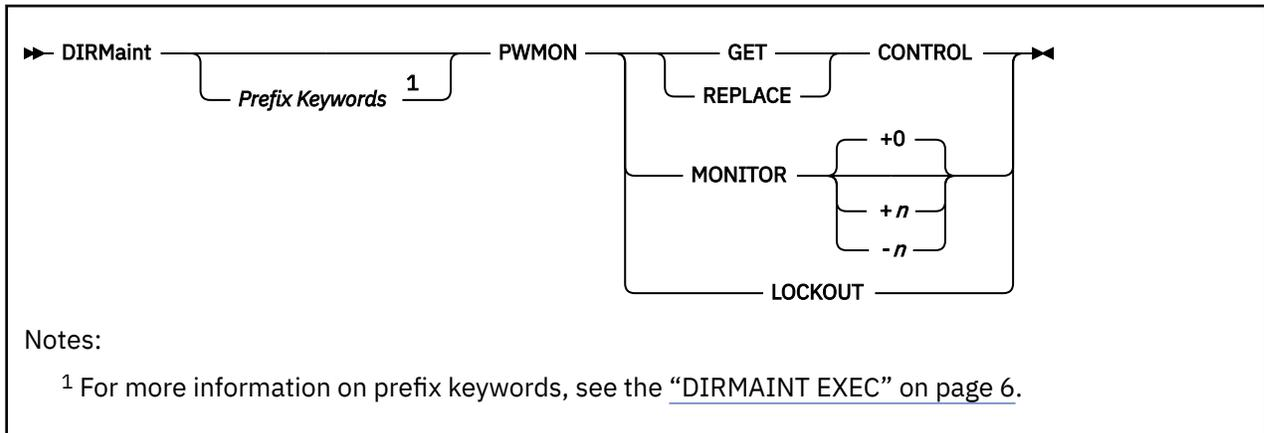 DIRMaint PWMON GET CONTROL
Prefix Keywords 1 REPLACE
+0
MONITOR
+n
-n
LOCKOUT
Notes:
1 For more information on prefix keywords, see the “DIRMAINT EXEC” on page 6.